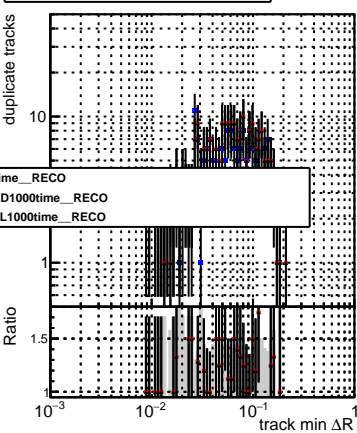 duplicate tracks
10
ime__RECO
D1000time__RECO
L1000time__RECO
1
Ratio
1.5
1
10⁻³ 10⁻² 10⁻¹ 1
track min ΔR